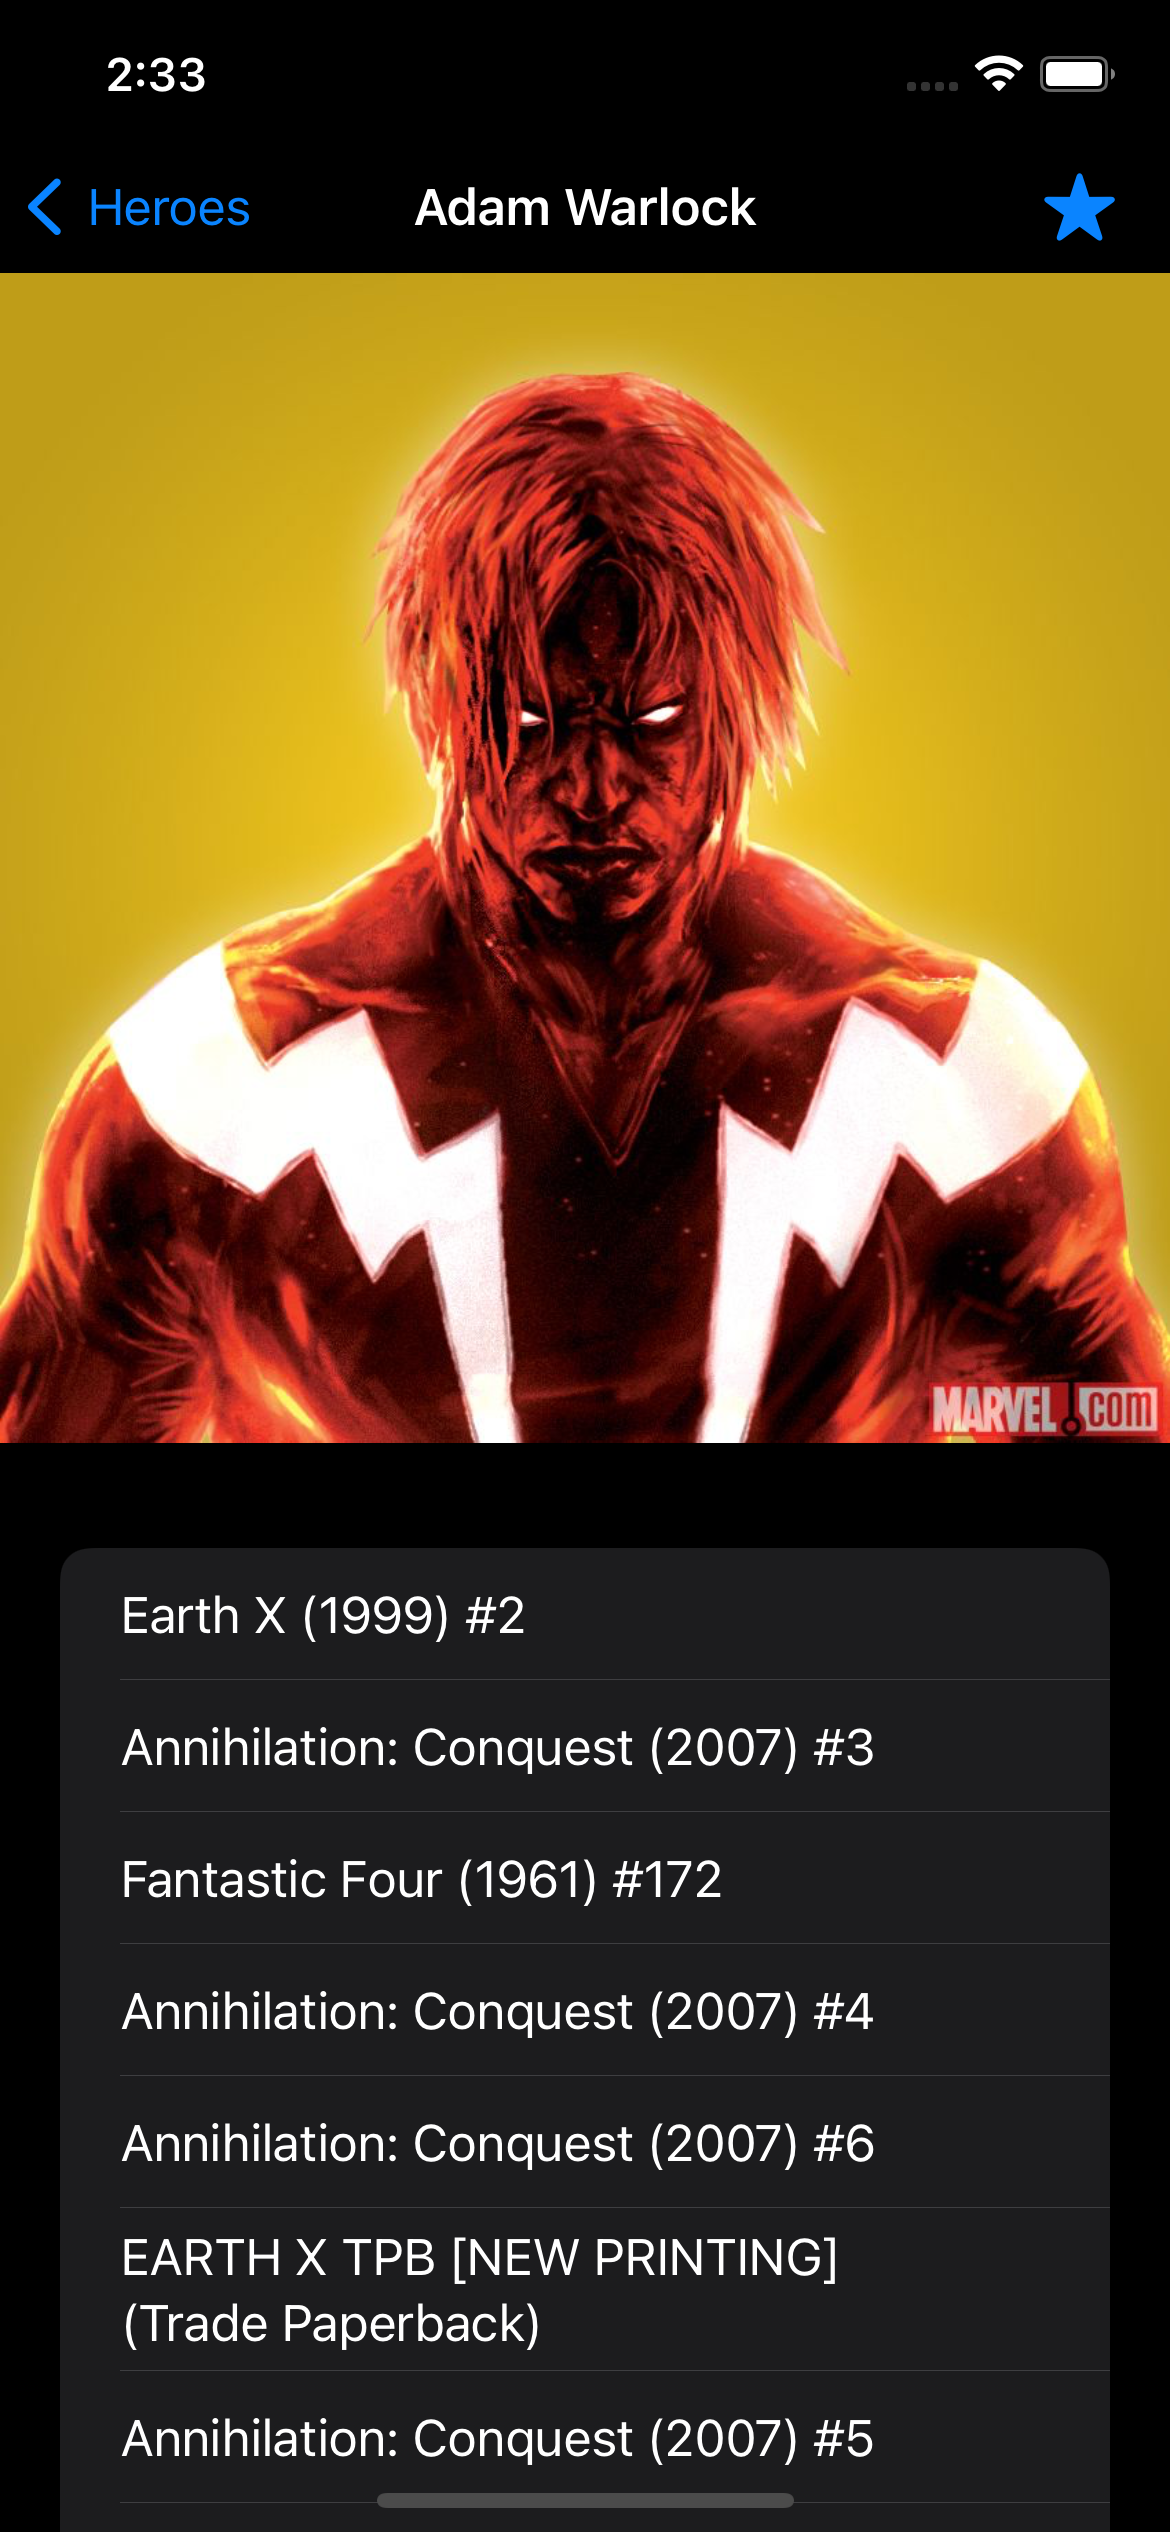 2:33
Heroes
Adam Warlock
MARVEL.com
Earth X (1999) #2
Annihilation: Conquest (2007) #3
Fantastic Four (1961) #172
Annihilation: Conquest (2007) #4
Annihilation: Conquest (2007) #6
EARTH X TPB [NEW PRINTING]
(Trade Paperback)
Annihilation: Conquest (2007) #5